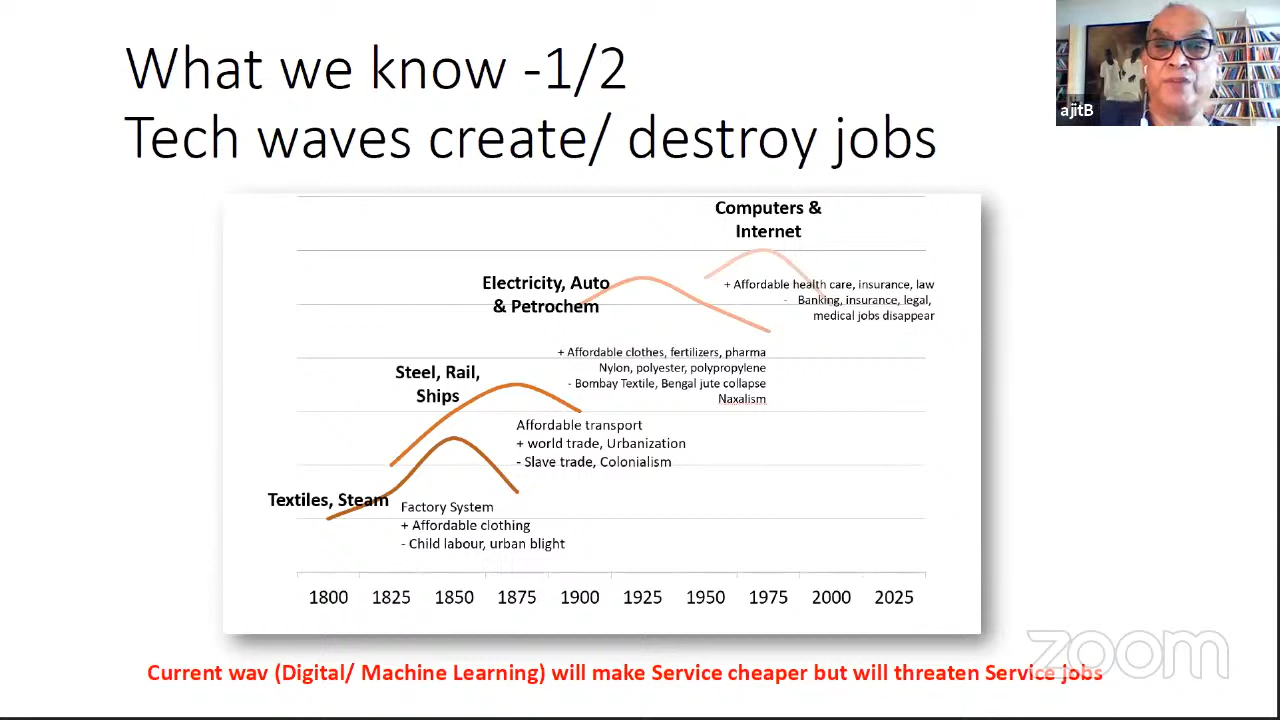 What we know -1/2
Tech waves create/ destroy jobs
ajitB
Computers &
Internet
+ Affordable health care, insurance, law
- Banking, insurance, legal,
medical jobs disappear
Electricity, Auto
& Petrochem
+ Affordable clothes, fertilizers, pharma
Nylon, polyester, polypropylene
- Bombay Textile, Bengal jute collapse
Naxalism
Steel, Rail,
Ships
Affordable transport
+ world trade, Urbanization
- Slave trade, Colonialism
Textiles, Steam
Factory System
+ Affordable clothing
- Child labour, urban blight
1800 1825 1850 1875 1900 1925 1950 1975 2000 2025
Current wav (Digital/ Machine Learning) will make Service cheaper but will threaten Service jobs
zoom